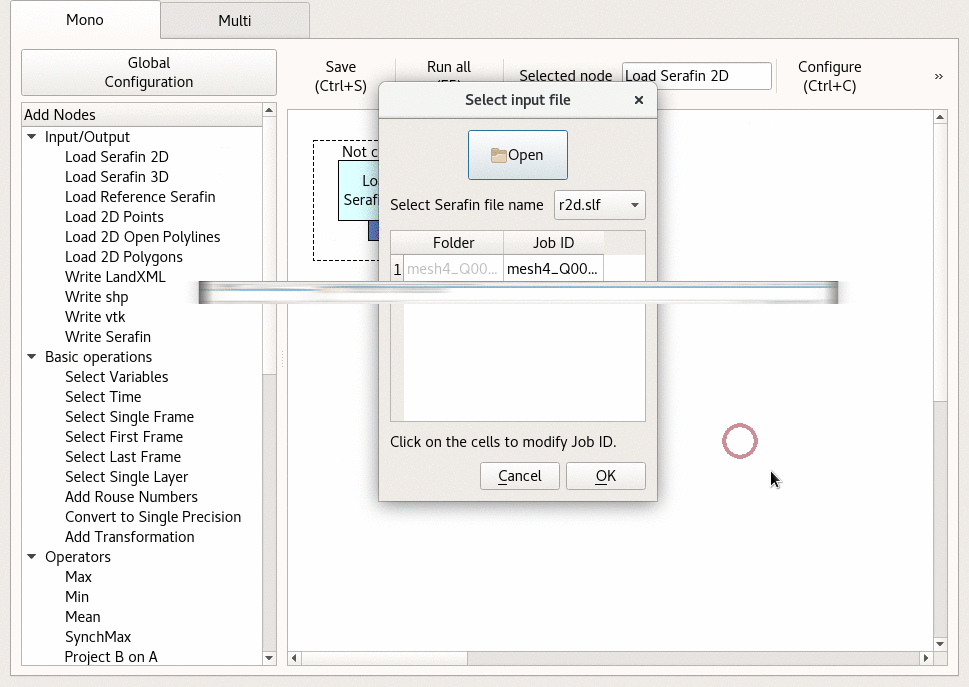 Mono
Multi
Global
Configuration
Save
(Ctrl+S)
Run all
Selected node
Load Serafin 2D
Configure
(Ctrl+C)
»
Select input file
Open
Select Serafin file name
r2d.slf
Folder
Job ID
1
mesh4_Q00...
mesh4_Q00...
Click on the cells to modify Job ID.
Cancel
OK
Not c
Lo
Seraf
Add Nodes
Input/Output
Load Serafin 2D
Load Serafin 3D
Load Reference Serafin
Load 2D Points
Load 2D Open Polylines
Load 2D Polygons
Write LandXML
Write shp
Write vtk
Write Serafin
Basic operations
Select Variables
Select Time
Select Single Frame
Select First Frame
Select Last Frame
Select Single Layer
Add Rouse Numbers
Convert to Single Precision
Add Transformation
Operators
Max
Min
Mean
SynchMax
Project B on A